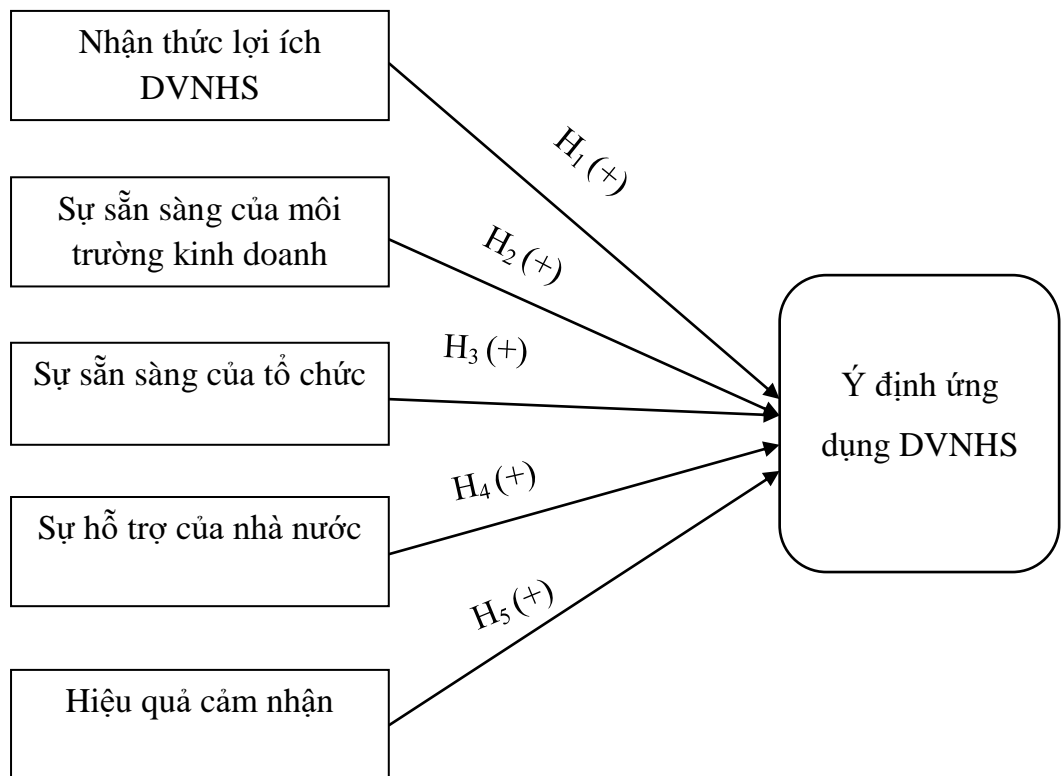 Nhận thức lợi ích
DVNHS
H₁ (+)
Sự sẵn sàng của môi
trường kinh doanh
H₂ (+)
Sự sẵn sàng của tổ chức
H₃ (+)
Ý định ứng
dụng DVNHS
Sự hỗ trợ của nhà nước
H₄ (+)
Hiệu quả cảm nhận
H₅ (+)